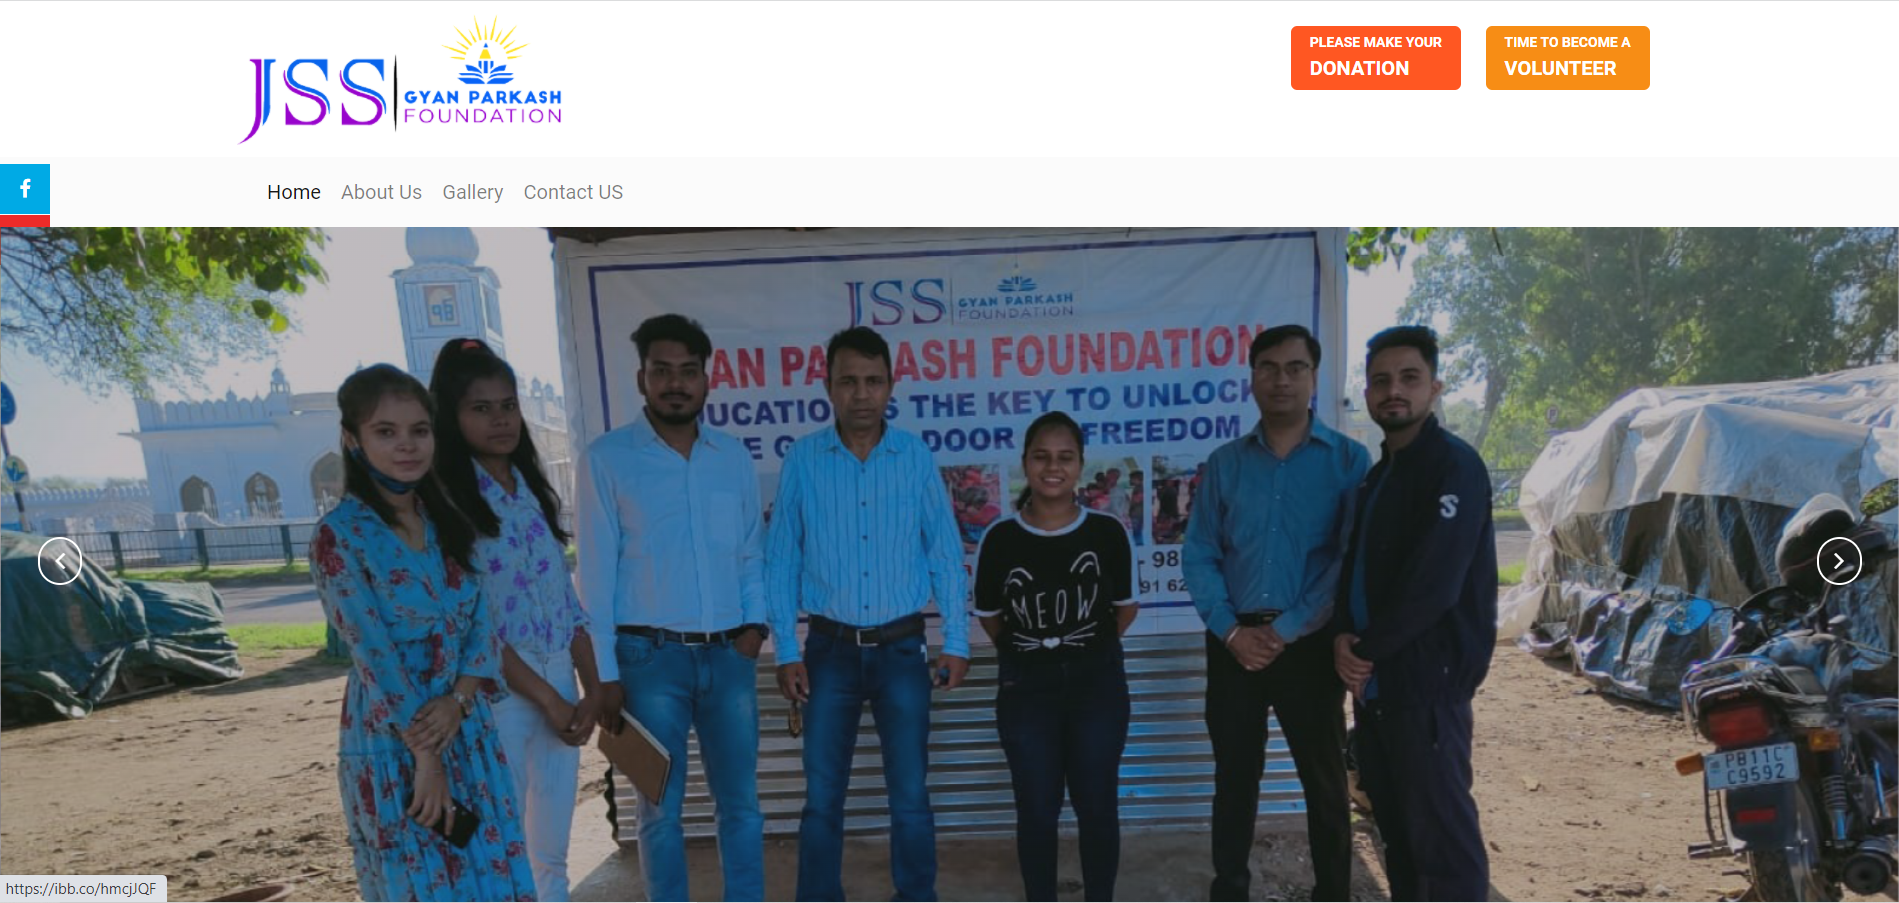 JSS
GYAN PARKASH
FOUNDATION
PLEASE MAKE YOUR
DONATION
TIME TO BECOME A
VOLUNTEER
Home
About Us
Gallery
Contact US
JSS
GYAN PARKASH
FOUNDATION
AN PA ASH FOUNDATION
UCATIO S THE KEY TO UNLOCK
E G DOOR FREEDOM
- 98
91 62
MEOW
S
PB11C
C9592
https://ibb.co/hmcjJQF